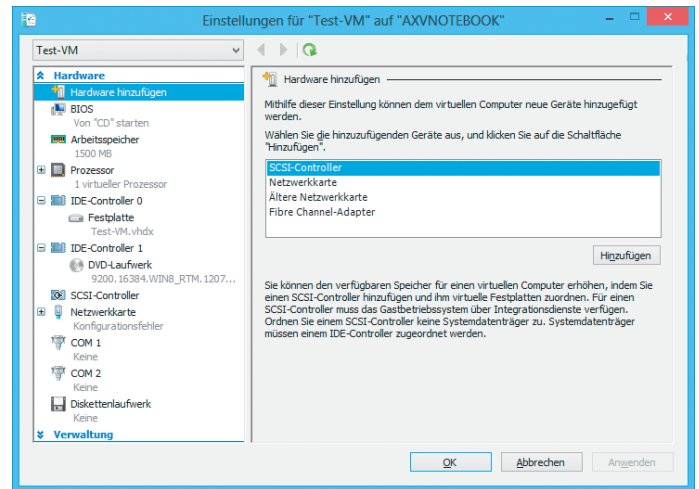 Einstellungen für "Test-VM" auf "AXVNOTEBOOK"
Test-VM
Hardware
Hardware hinzufügen
BIOS
Von "CD" starten
Arbeitsspeicher
1500 MB
Prozessor
1 virtueller Prozessor
IDE-Controller 0
Festplatte
Test-VM.vhdx
IDE-Controller 1
DVD-Laufwerk
9200.16384.WIN8_RTM.1207...
SCSI-Controller
Netzwerkkarte
Konfigurationsfehler
COM 1
Keine
COM 2
Keine
Diskettenlaufwerk
Keine
Verwaltung
Hardware hinzufügen
Mithilfe dieser Einstellung können dem virtuellen Computer neue Geräte hinzugefügt
werden.
Wählen Sie die hinzuzufügenden Geräte aus, und klicken Sie auf die Schaltfläche
"Hinzufügen".
SCSI-Controller
Netzwerkkarte
Ältere Netzwerkkarte
Fibre Channel-Adapter
Hinzufügen
Sie können den verfügbaren Speicher für einen virtuellen Computer erhöhen, indem Sie
einen SCSI-Controller hinzufügen und ihm virtuelle Festplatten zuordnen. Für einen
SCSI-Controller muss das Gastbetriebssystem über Integrationsdienste verfügen.
Ordnen Sie einem SCSI-Controller keine Systemdatenträger zu. Systemdatenträger
müssen einem IDE-Controller zugeordnet werden.
OK
Abbrechen
Anwenden